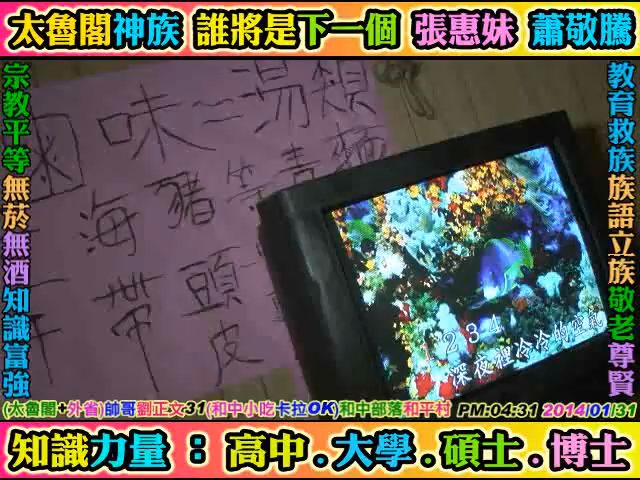 太魯閣神族 誰將是下一個 張惠妹 蕭敬騰
宗教平等無菸無酒知識富強
教育救族族語立族敬老尊賢
滷味 湯類
海帶
豬頭皮
1 2 3 4
深夜裡冷冷的空氣
(太魯閣+外省)帥哥劉正文31(和中小吃卡拉OK)和中部落和平村 PM:04:31 2014/01/31
知識力量：高中.大學.碩士.博士